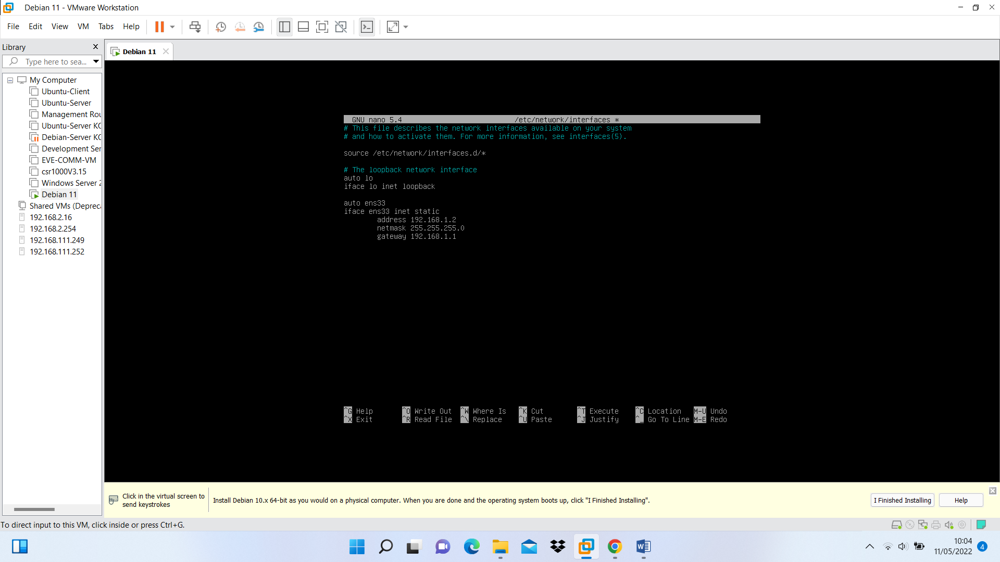 Debian 11 - VMware Workstation
File Edit View VM Tabs Help
Library
Type here to sea...
My Computer
Ubuntu-Client
Ubuntu-Server
Management Rou
Ubuntu-Server KC
Debian-Server KC
Development Ser
EVE-COMM-VM
csr1000V3.15
Windows Server 2
Debian 11
Shared VMs (Depreca
192.168.2.16
192.168.2.254
192.168.111.249
192.168.111.252
Debian 11
GNU nano 5.4 /etc/network/interfaces *
# This file describes the network interfaces available on your system
# and how to activate them. For more information, see interfaces(5).
source /etc/network/interfaces.d/*
# The loopback network interface
auto lo
iface lo inet loopback
auto ens33
iface ens33 inet static
address 192.168.1.2
netmask 255.255.255.0
gateway 192.168.1.1
^G Help ^O Write Out ^W Where Is ^K Cut ^T Execute ^C Location M-U Undo
^X Exit ^R Read File ^\ Replace ^U Paste ^J Justify ^_ Go To Line M-E Redo
Click in the virtual screen to
send keystrokes
Install Debian 10.x 64-bit as you would on a physical computer. When you are done and the operating system boots up, click "I Finished Installing".
I Finished Installing Help
To direct input to this VM, click inside or press Ctrl+G.
10:04
11/05/2022
4